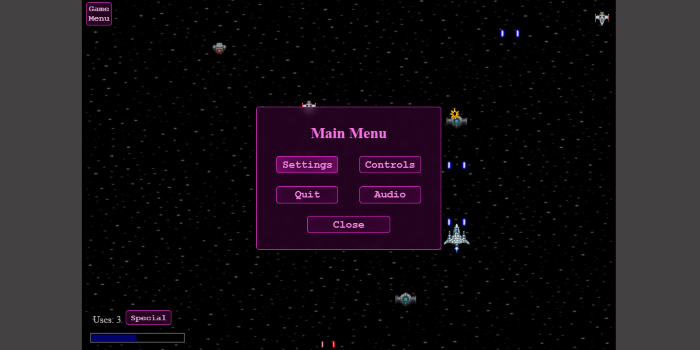 Game
Menu
Main Menu
Settings Controls
Quit Audio
Close
Uses: 3 Special